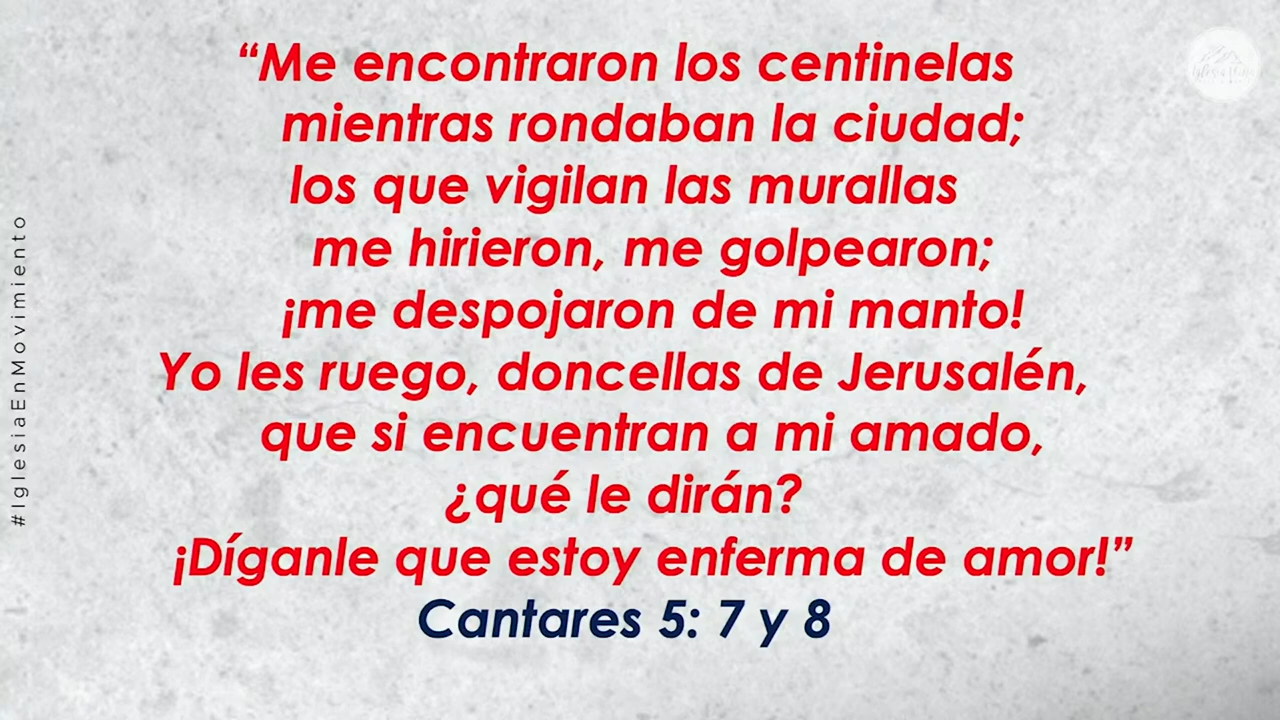 “Me encontraron los centinelas
mientras rondaban la ciudad;
los que vigilan las murallas
me hirieron, me golpearon;
¡me despojaron de mi manto!
Yo les ruego, doncellas de Jerusalén,
que si encuentran a mi amado,
¿qué le dirán?
¡Díganle que estoy enferma de amor!”
Cantares 5: 7 y 8
#IglesiaEnMovimiento